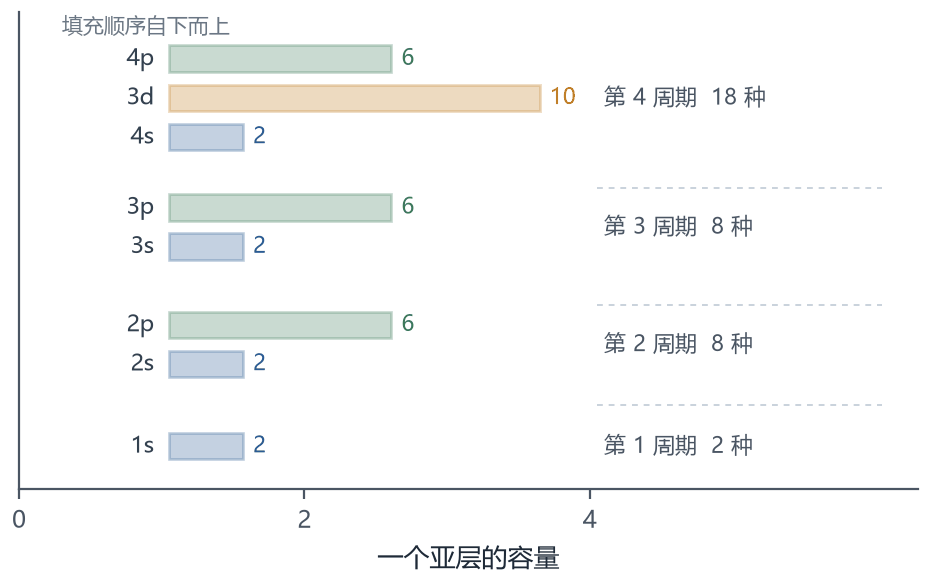 填充顺序自下而上
4p 6
3d 10 第 4 周期 18 种
4s 2
3p 6
第 3 周期 8 种
3s 2
2p 6
第 2 周期 8 种
2s 2
1s 2 第 1 周期 2 种
0 2 4
一个亚层的容量